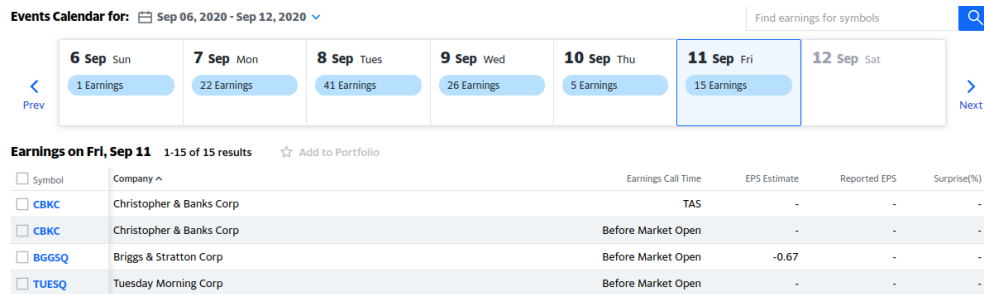 Events Calendar for: Sep 06, 2020 - Sep 12, 2020
Find earnings for symbols
Prev
6 Sep Sun
1 Earnings
7 Sep Mon
22 Earnings
8 Sep Tues
41 Earnings
9 Sep Wed
26 Earnings
10 Sep Thu
5 Earnings
11 Sep Fri
15 Earnings
12 Sep Sat
Next
Earnings on Fri, Sep 11 1-15 of 15 results Add to Portfolio
Symbol Company Earnings Call Time EPS Estimate Reported EPS Surprise(%)
CBKC Christopher & Banks Corp TAS - - -
CBKC Christopher & Banks Corp Before Market Open - - -
BGGSQ Briggs & Stratton Corp Before Market Open -0.67 - -
TUESQ Tuesday Morning Corp Before Market Open - - -